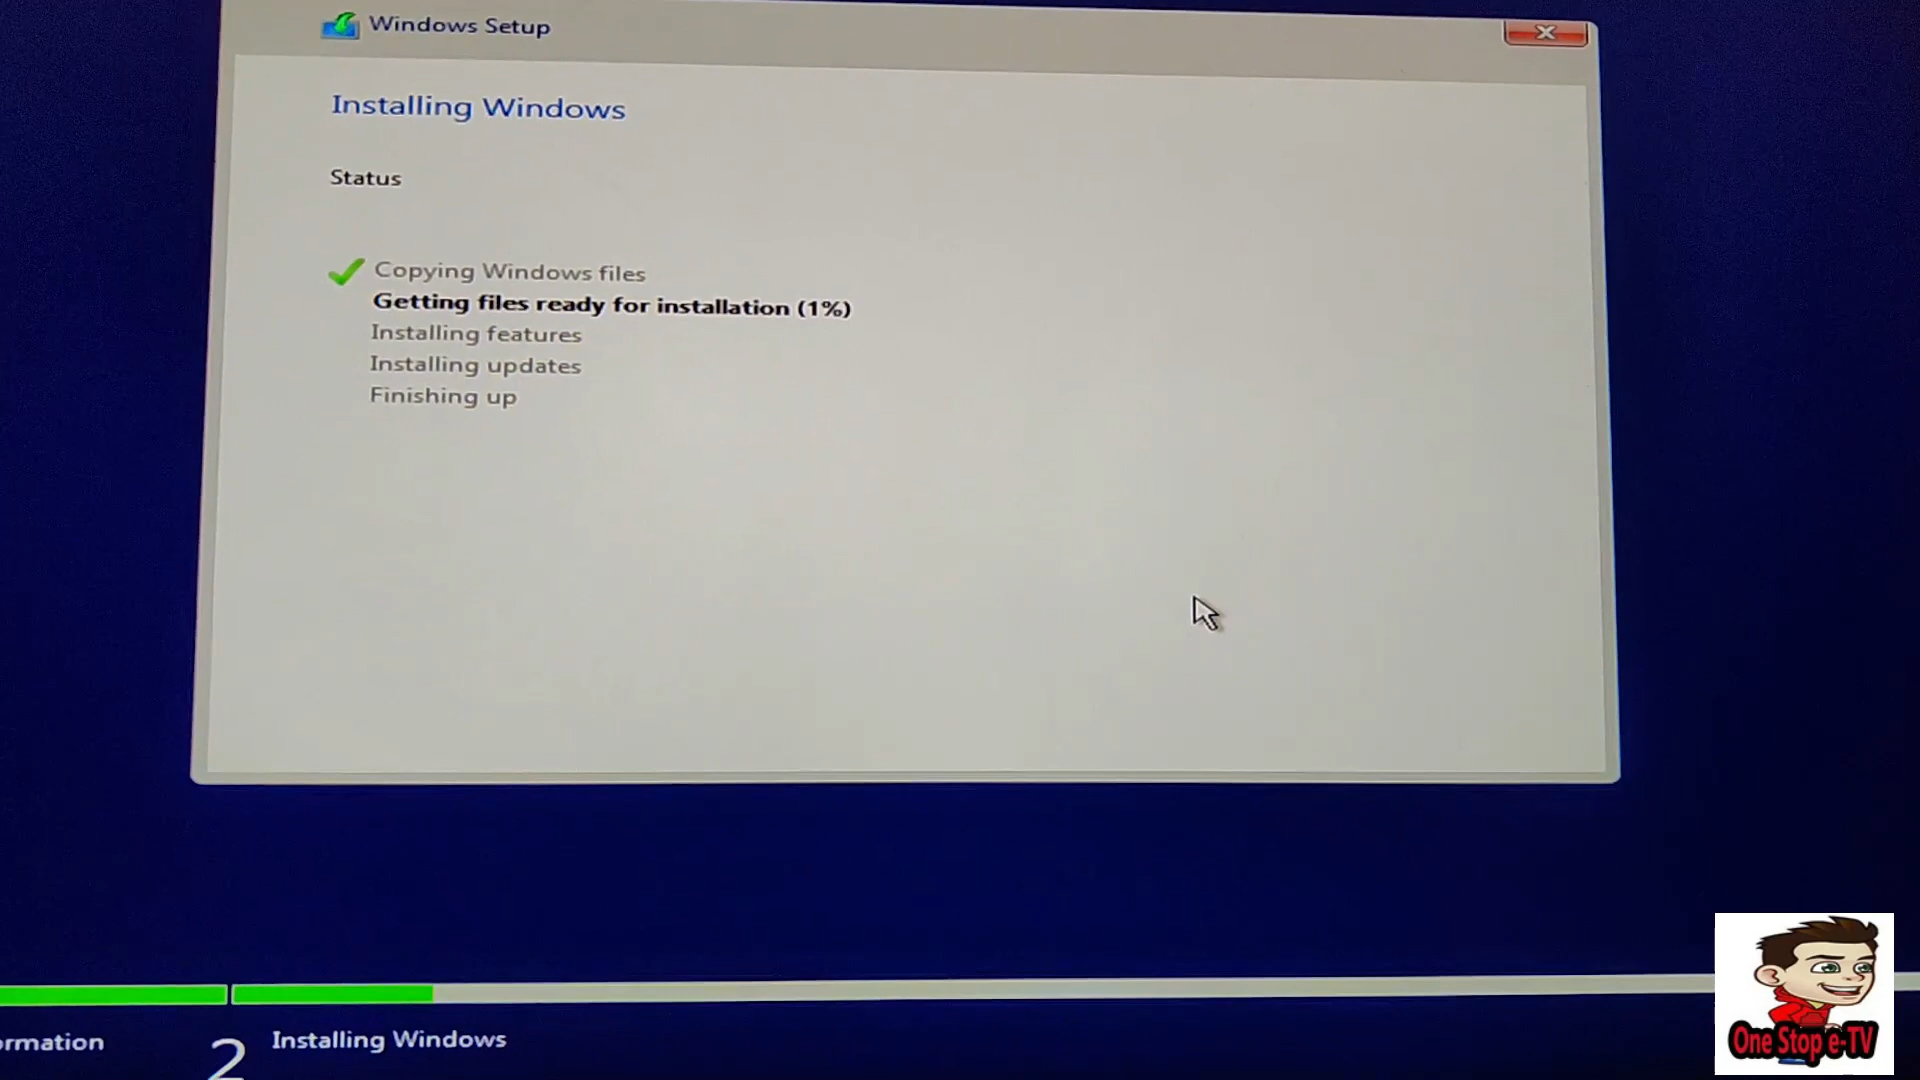 Windows Setup
Installing Windows
Status
Copying Windows files
Getting files ready for installation (1%)
Installing features
Installing updates
Finishing up
ormation
2 Installing Windows
One Stop e-TV